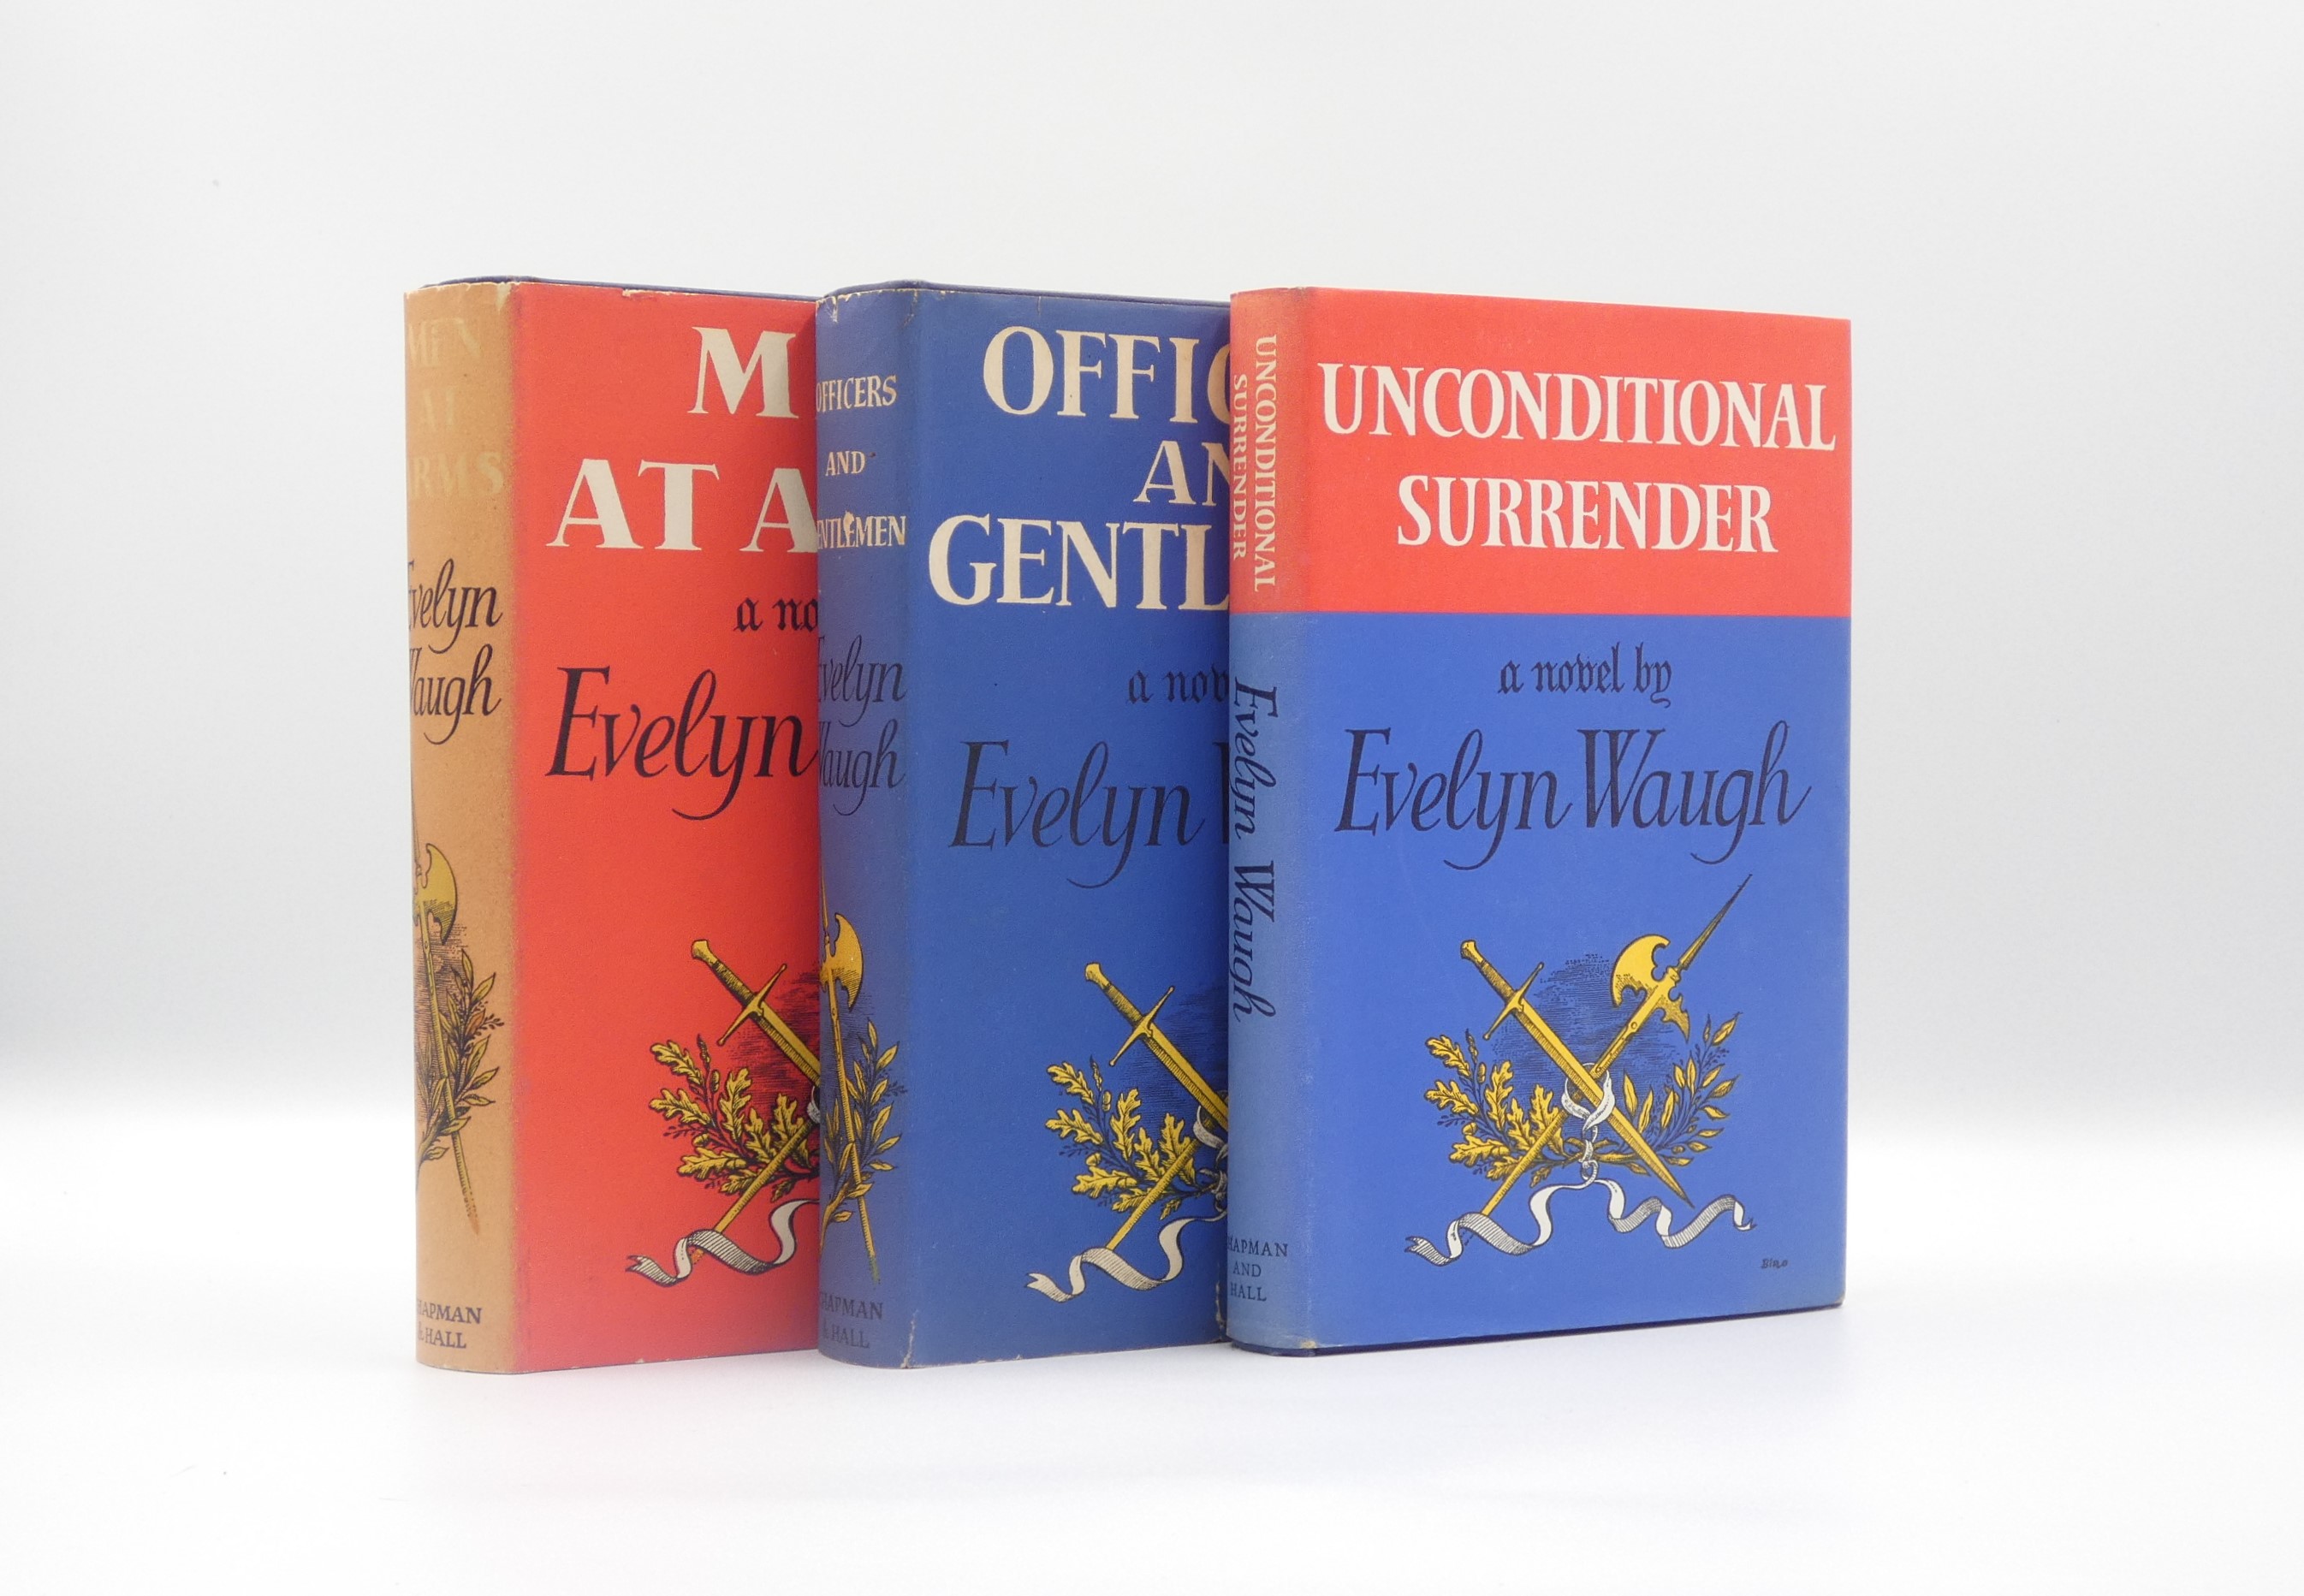 MEN
AT
ARMS
Evelyn
Waugh
CHAPMAN
& HALL
M
AT A
a no
Evelyn
OFFICERS
AND
GENTLEMEN
Evelyn
Waugh
CHAPMAN
& HALL
OFFIC
AN
GENTL
a nov
Evelyn W
UNCONDITIONAL
SURRENDER
Evelyn Waugh
CHAPMAN
AND
HALL
UNCONDITIONAL
SURRENDER
a novel by
Evelyn Waugh